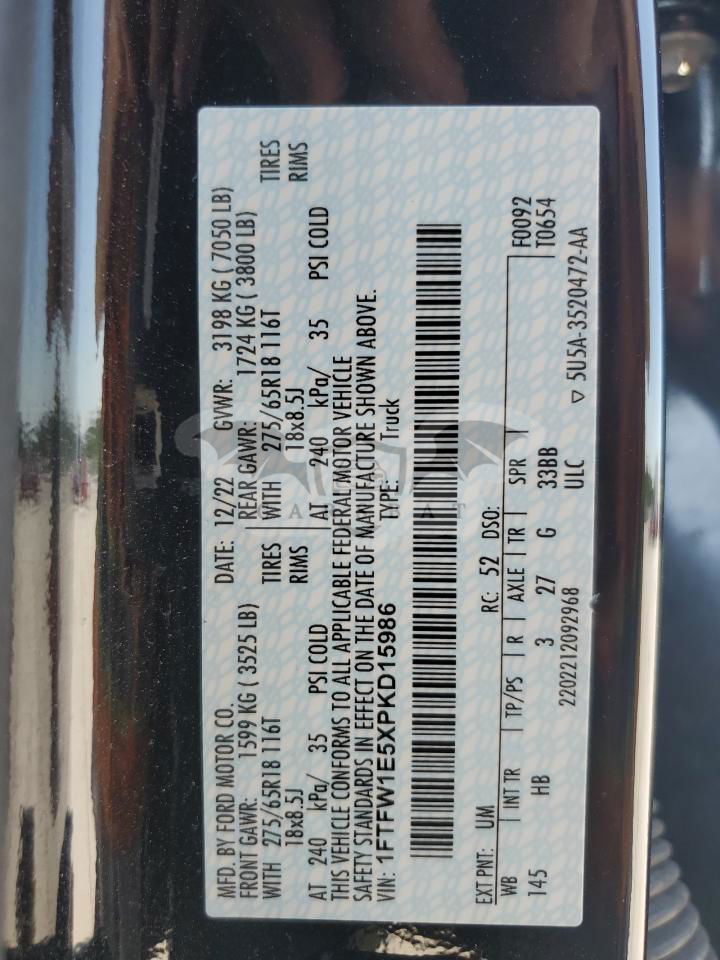 MFD. BY FORD MOTOR CO. DATE: 12/22 GVWR: 3198 KG ( 7050 LB)
FRONT GAWR: 1599 KG ( 3525 LB) REAR GAWR: 1724 KG ( 3800 LB)
WITH 275/65R18 116T TIRES WITH 275/65R18 116T TIRES
18x8.5J RIMS 18x8.5J RIMS
AT 240 kPa/ 35 PSI COLD AT 240 kPa/ 35 PSI COLD
THIS VEHICLE CONFORMS TO ALL APPLICABLE FEDERAL MOTOR VEHICLE
SAFETY STANDARDS IN EFFECT ON THE DATE OF MANUFACTURE SHOWN ABOVE.
VIN: 1FTFW1E5XPKD15986 TYPE: Truck
EXT PNT: UM RC: 52 DSO:
WB | INT TR | TP/PS | R | AXLE | TR | SPR F0092
145 HB 3 27 G 33BB T0654
2202212092968 ULC
▽ 5U5A-3520472-AA